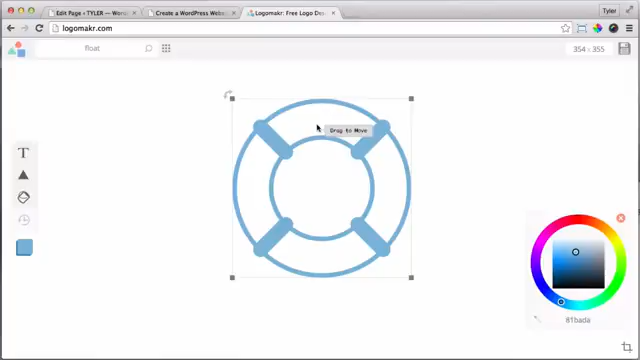 Edit Page ‹ TYLER — Word
Create a WordPress Websi
Logomakr: Free Logo Des
Tyler
logomakr.com
float
354 × 355
Drag to Move
T
81bada